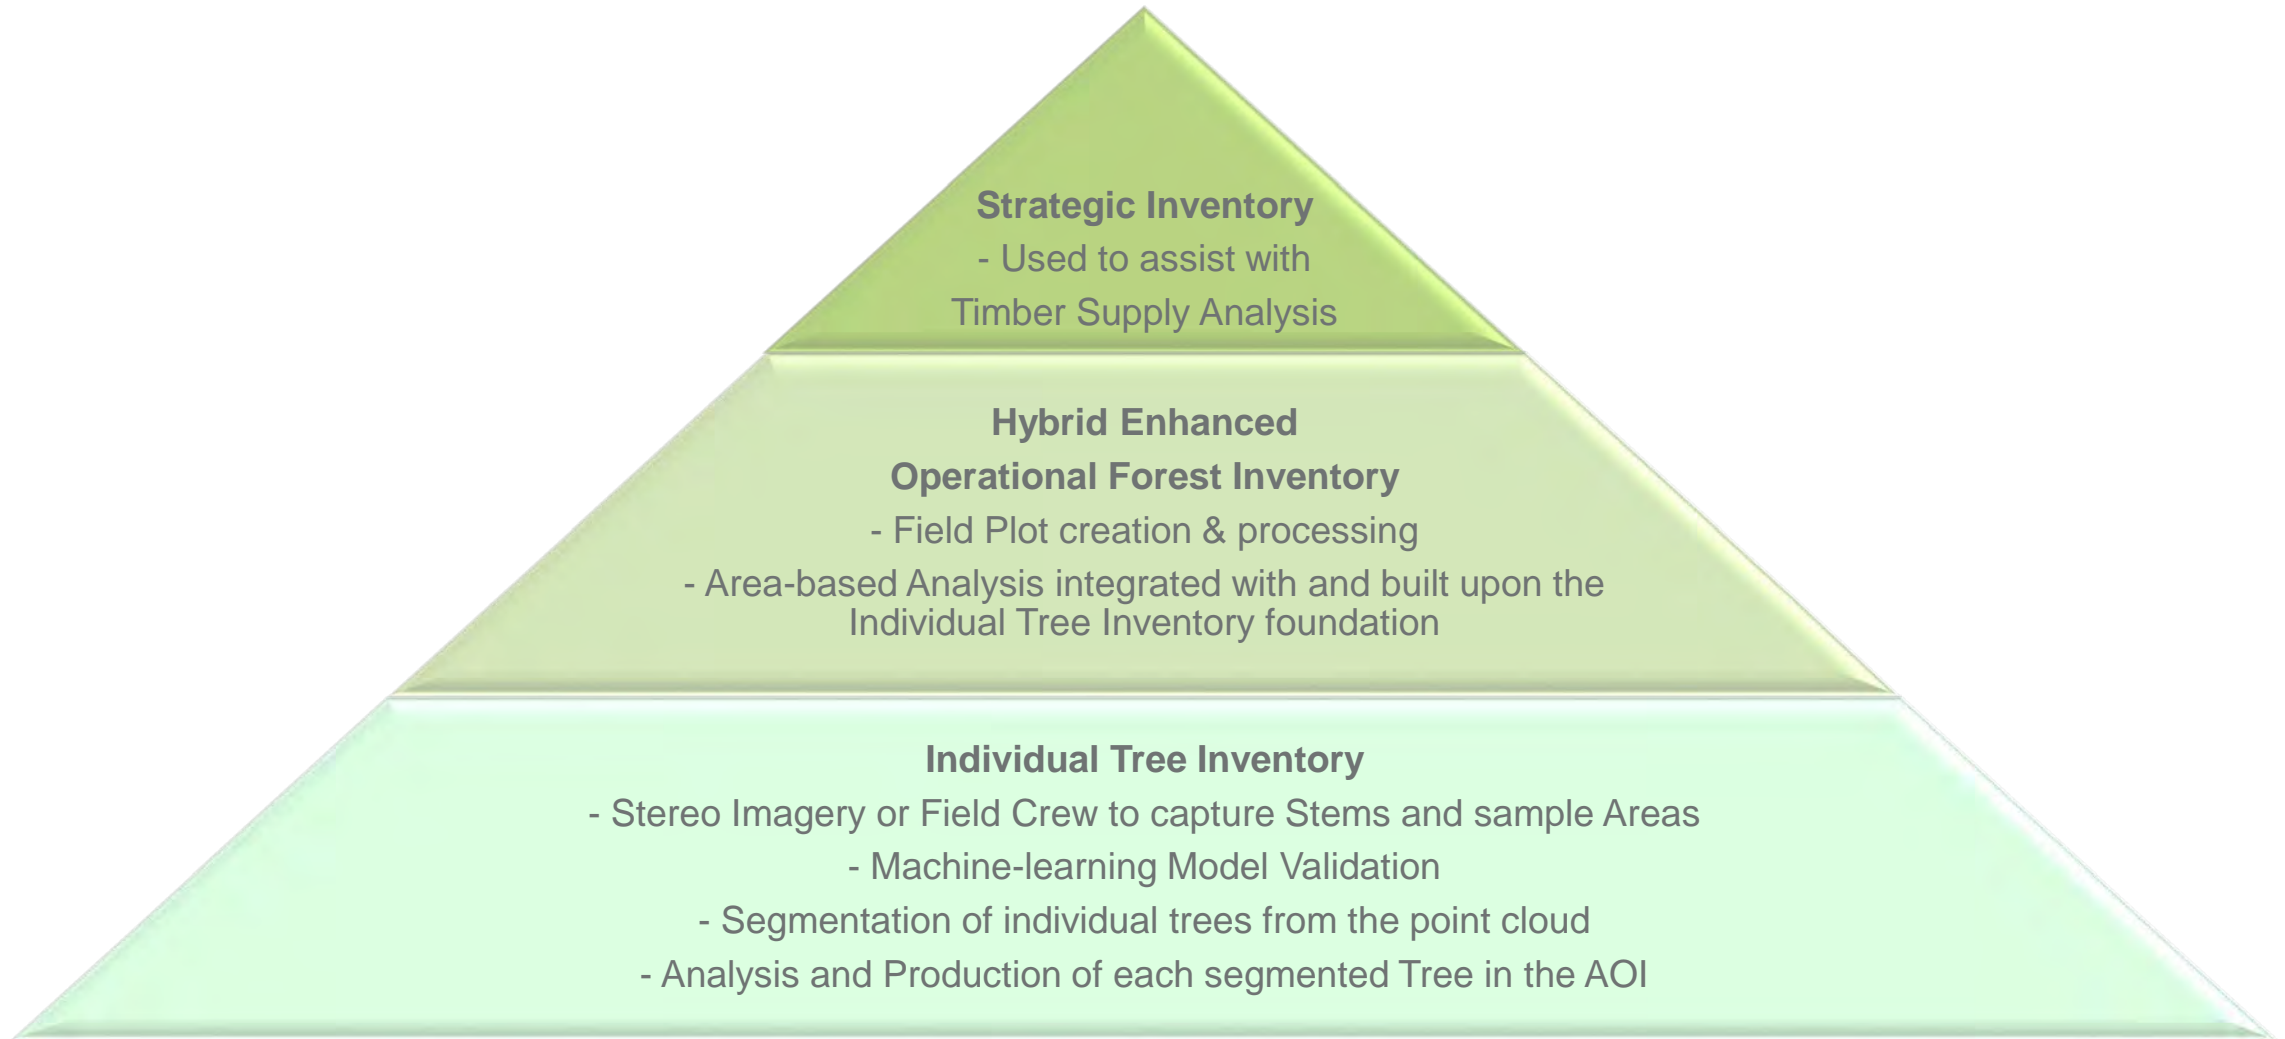 Strategic Inventory
- Used to assist with
Timber Supply Analysis
Hybrid Enhanced
Operational Forest Inventory
- Field Plot creation & processing
- Area-based Analysis integrated with and built upon the
Individual Tree Inventory foundation
Individual Tree Inventory
- Stereo Imagery or Field Crew to capture Stems and sample Areas
- Machine-learning Model Validation
- Segmentation of individual trees from the point cloud
- Analysis and Production of each segmented Tree in the AOI